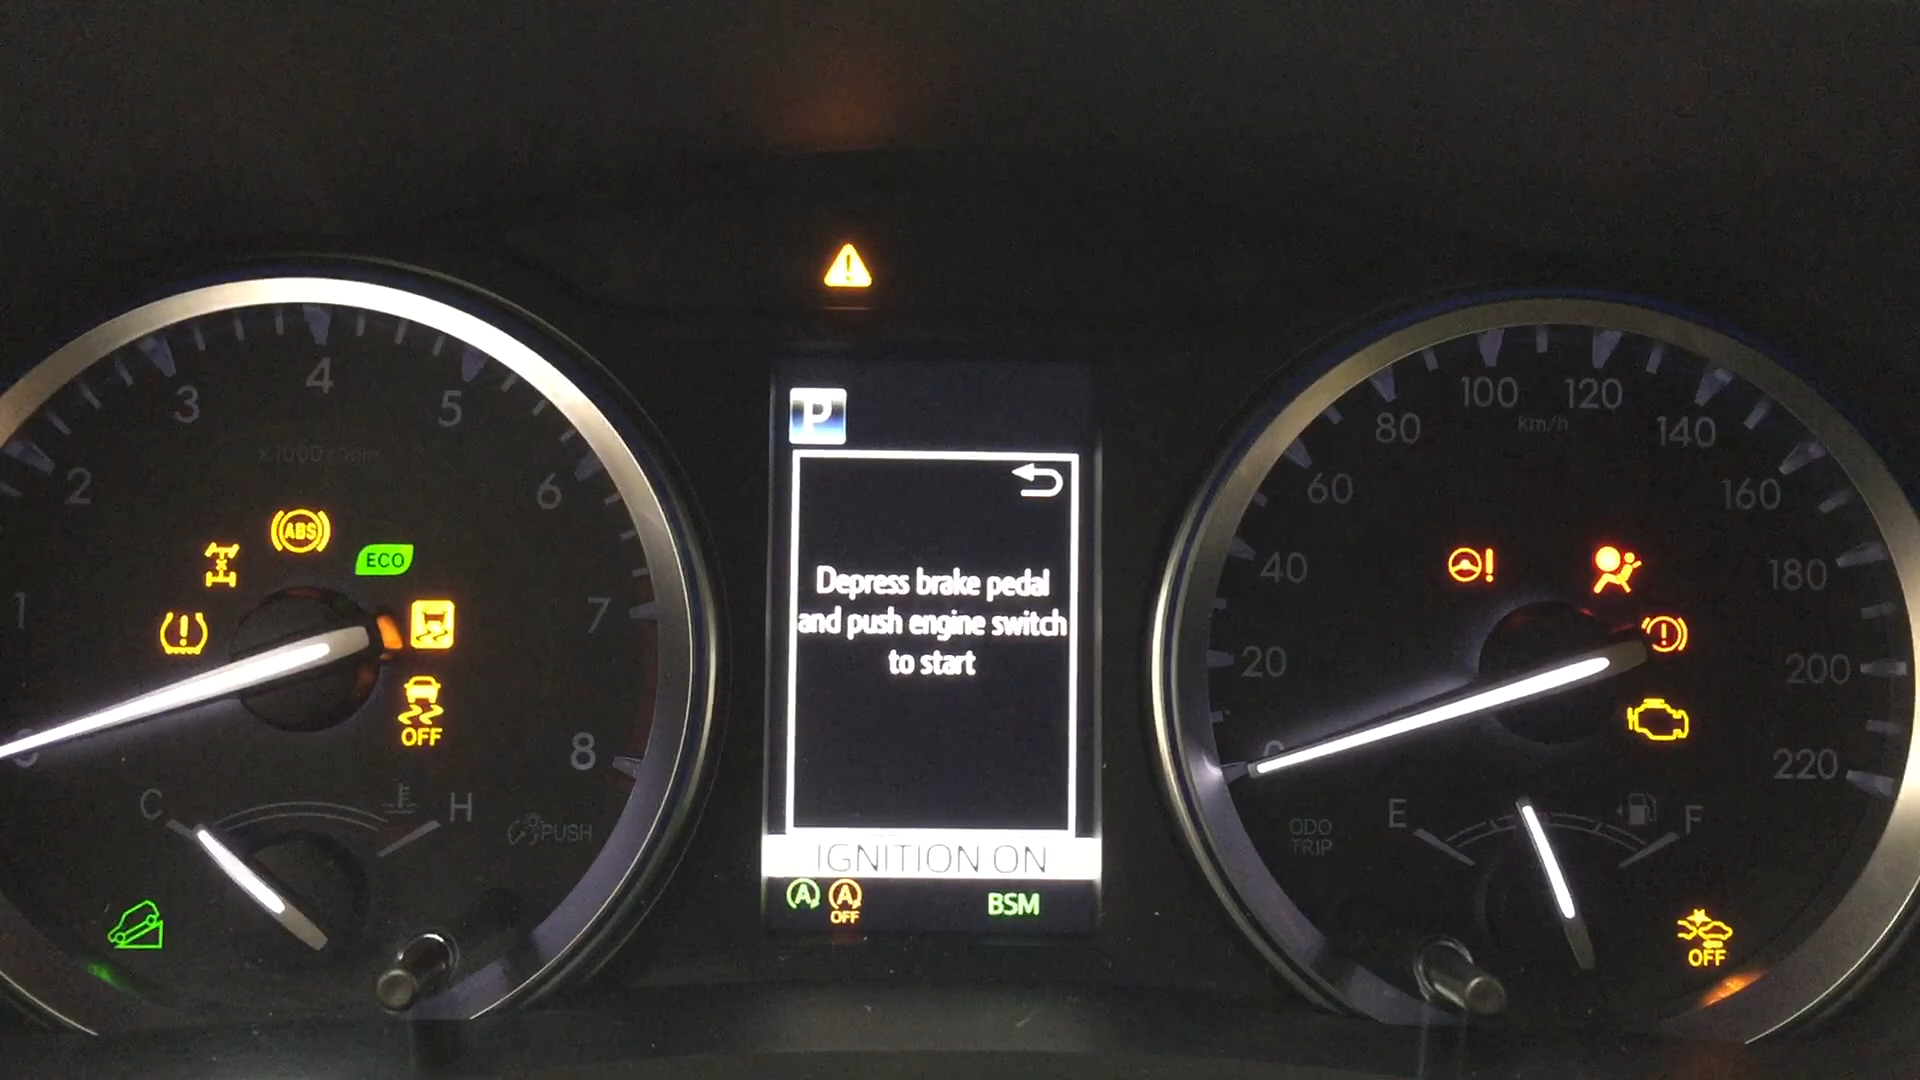 4
3
5
x1000 r/min
2
6
ABS
ECO
1
7
OFF
8
C
H
PUSH
P
Depress brake pedal
and push engine switch
to start
IGNITION ON
A
A
OFF
BSM
100
120
80
km/h
140
60
160
40
180
20
200
0
220
ODO
TRIP
E
F
OFF